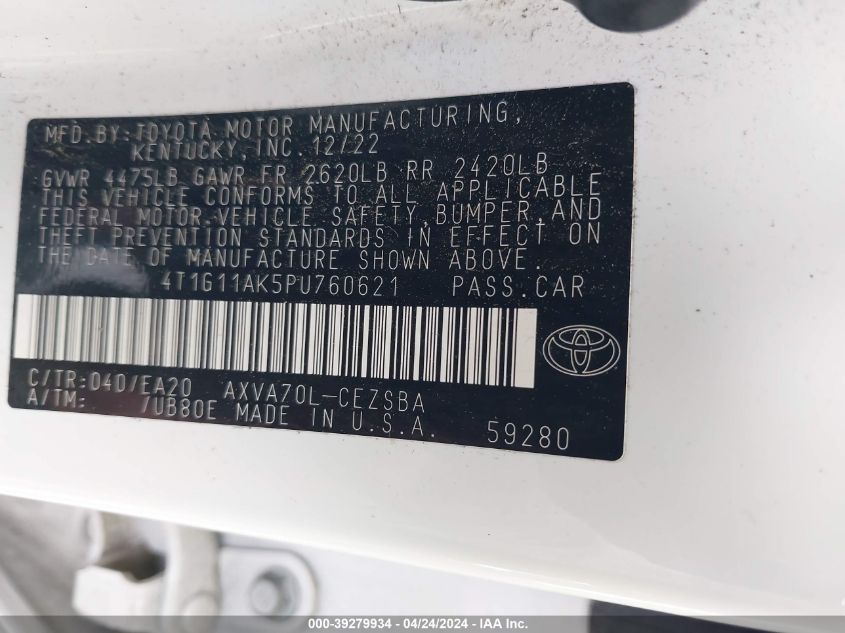 MFD.BY:TOYOTA MOTOR MANUFACTURING,
KENTUCKY, INC. 12/22
GVWR 4475LB GAWR FR 2620LB RR 2420LB
THIS VEHICLE CONFORMS TO ALL APPLICABLE
FEDERAL MOTOR VEHICLE SAFETY, BUMPER, AND
THEFT PREVENTION STANDARDS IN EFFECT ON
THE DATE OF MANUFACTURE SHOWN ABOVE.
4T1G11AK5PU760621 PASS.CAR
C/TR:040/EA20 AXVA70L-CEZSBA
A/TM: /UB80E MADE IN U.S.A. 59280
000-39279934 - 04/24/2024 - IAA Inc.